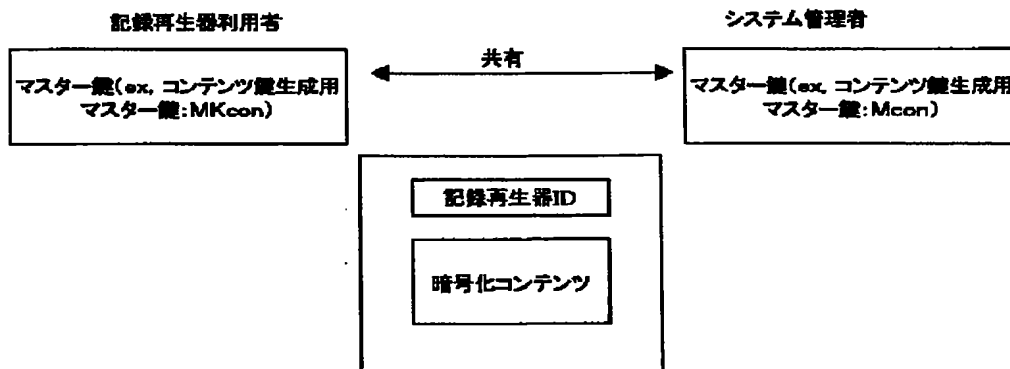 記録再生器利用者
システム管理者
マスター鍵(ex, コンテンツ鍵生成用
マスター鍵:MKcon)
共有
マスター鍵(ex, コンテンツ鍵生成用
マスター鍵:Mcon)
記録再生器ID
暗号化コンテンツ